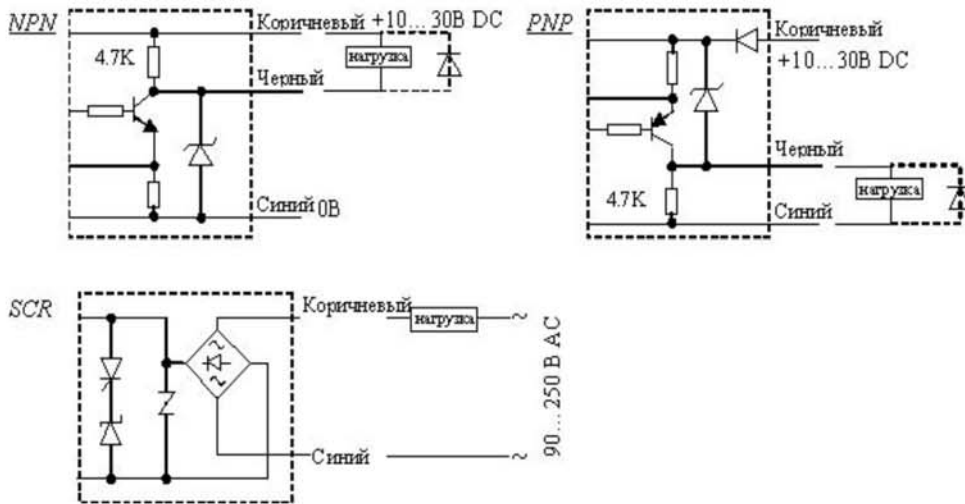 NPN
Коричневый +10... 30В DC
4.7K
нагрузка
Черный
Синий 0В
PNP
Коричневый
+10...30В DC
Черный
4.7K
нагрузка
Синий
SCR
Коричневый
нагрузка
~
90... 250 В AC
Синий
~